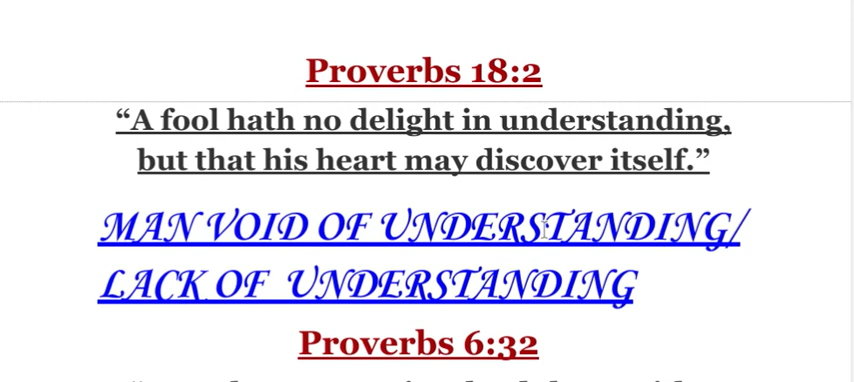 Proverbs 18:2
“A fool hath no delight in understanding,
but that his heart may discover itself.”
MAN VOID OF UNDERSTANDING/
LACK OF UNDERSTANDING
Proverbs 6:32